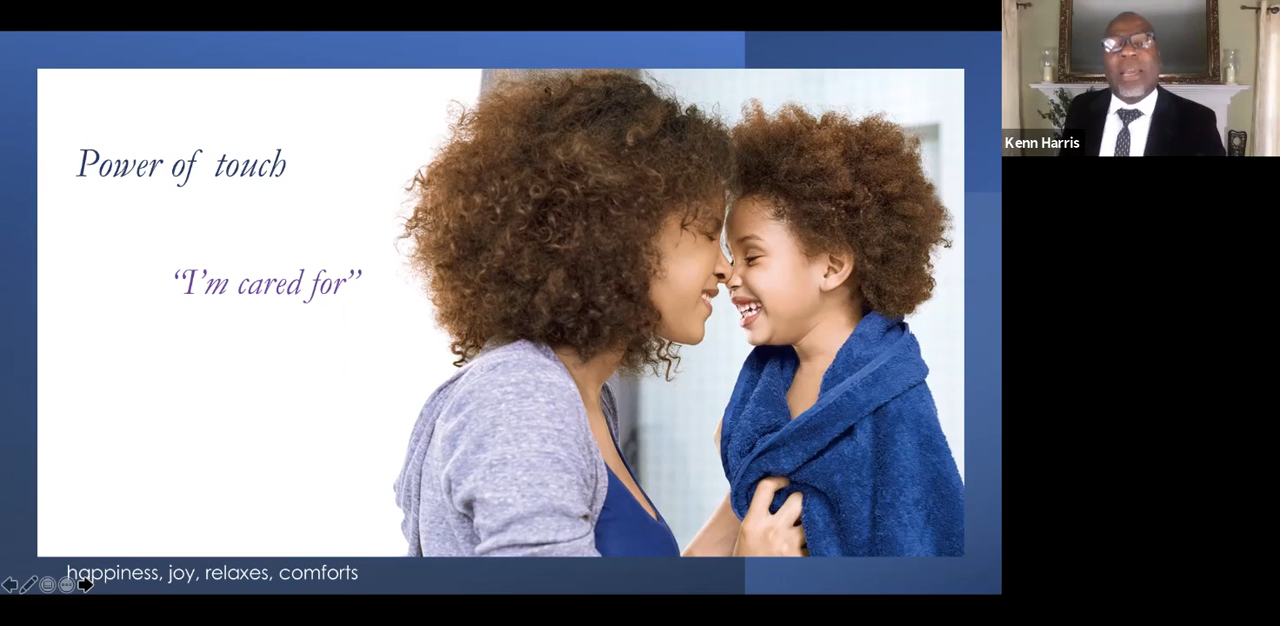 Power of touch
“I’m cared for”
happiness, joy, relaxes, comforts
Kenn Harris